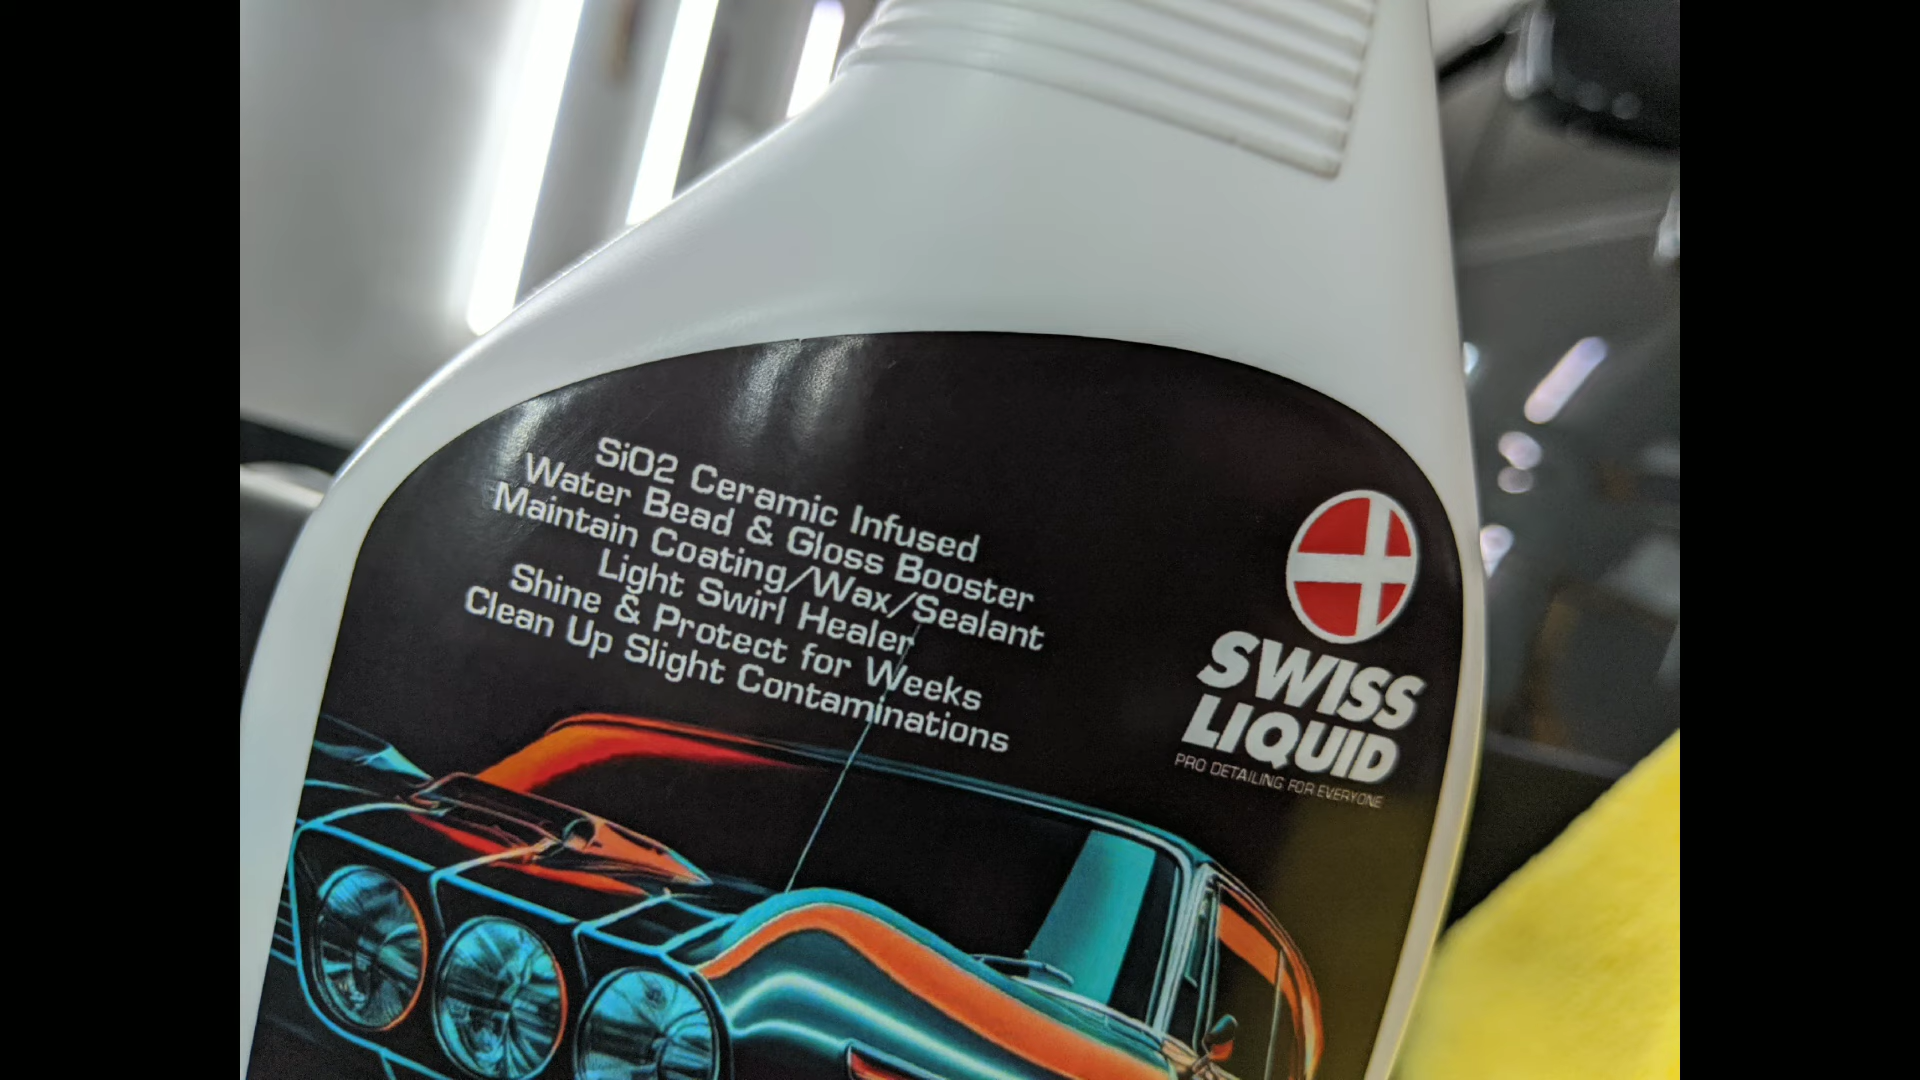 SiO2 Ceramic Infused
Water Bead & Gloss Booster
Maintain Coating/Wax/Sealant
Light Swirl Healer
Shine & Protect for Weeks
Clean Up Slight Contaminations
SWISS
LIQUID
PRO DETAILING FOR EVERYONE